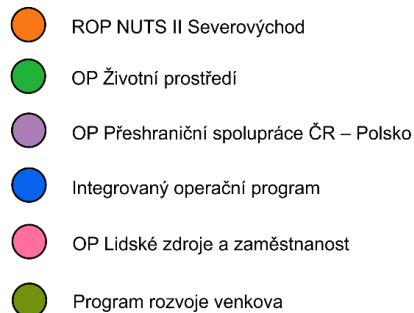 ROP NUTS II Severovýchod
OP Životní prostředí
OP Přeshraniční spolupráce ČR – Polsko
Integrovaný operační program
OP Lidské zdroje a zaměstnanost
Program rozvoje venkova